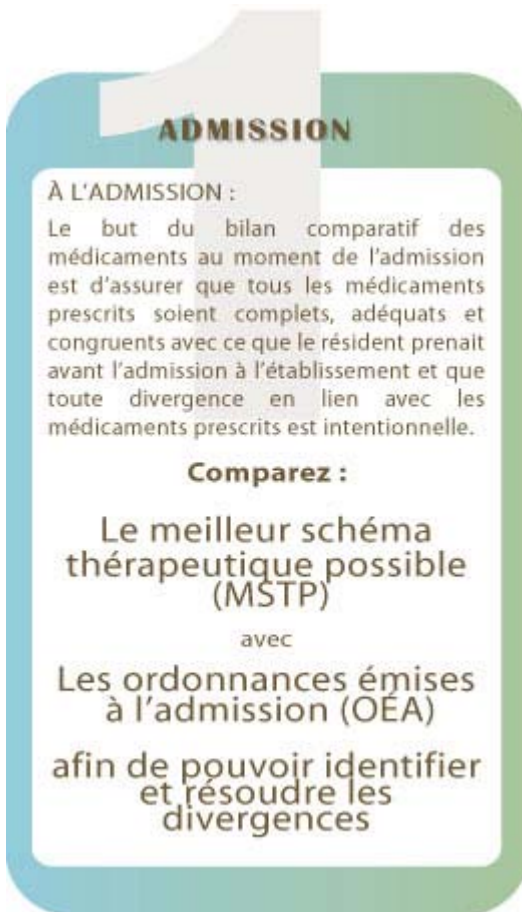 1
ADMISSION
À L'ADMISSION :
Le but du bilan comparatif des
médicaments au moment de l'admission
est d'assurer que tous les médicaments
prescrits soient complets, adéquats et
congruents avec ce que le résident prenait
avant l'admission à l'établissement et que
toute divergence en lien avec les
médicaments prescrits est intentionnelle.
Comparez :
Le meilleur schéma
thérapeutique possible
(MSTP)
avec
Les ordonnances émises
à l'admission (OÉA)
afin de pouvoir identifier
et résoudre les
divergences